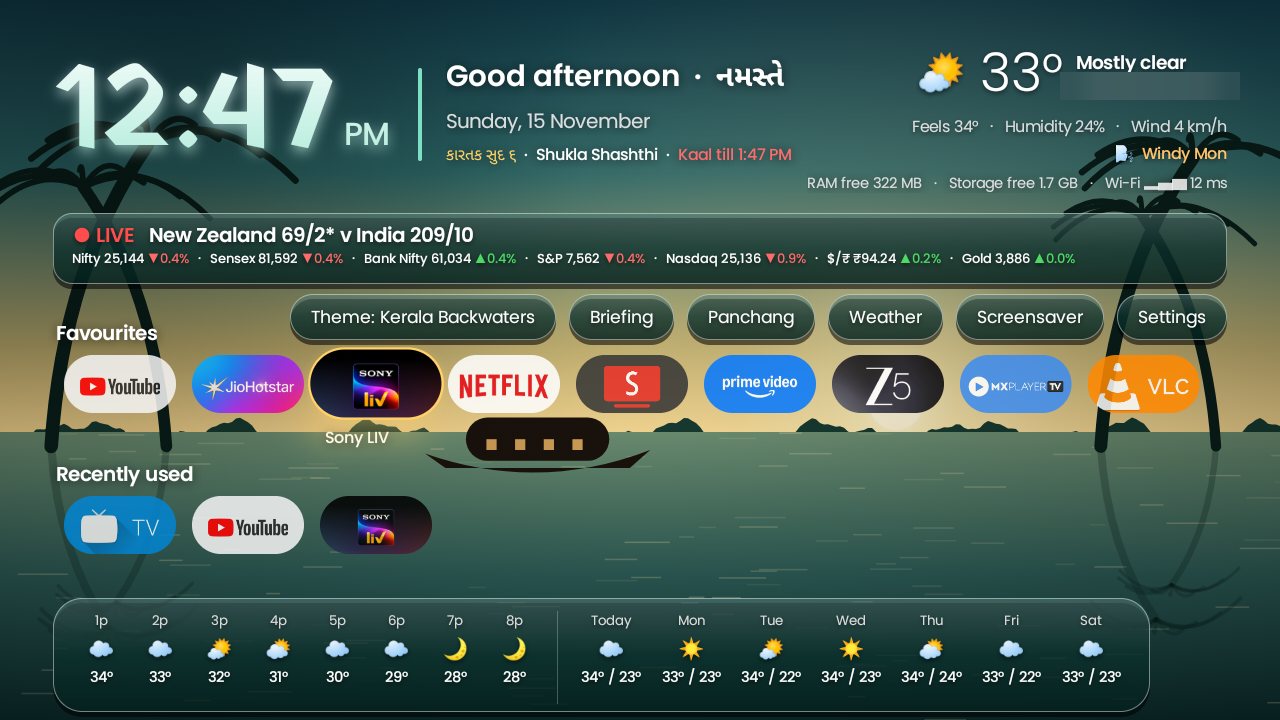 12:47 PM
Good afternoon · નમસ્તે
Sunday, 15 November
કારતક સુદ ૬ · Shukla Shashthi · Kaal till 1:47 PM
33° Mostly clear
Feels 34° · Humidity 24% · Wind 4 km/h
Windy Mon
RAM free 322 MB · Storage free 1.7 GB · Wi-Fi 12 ms
LIVE New Zealand 69/2* v India 209/10
Nifty 25,144 ▼0.4% · Sensex 81,592 ▼0.4% · Bank Nifty 61,034 ▲0.4% · S&P 7,562 ▼0.4% · Nasdaq 25,136 ▼0.9% · $/₹ ₹94.24 ▲0.2% · Gold 3,886 ▲0.0%
Theme: Kerala Backwaters Briefing Panchang Weather Screensaver Settings
Favourites
YouTube JioHotstar SONY liv NETFLIX S prime video Z5 MXPLAYER TV VLC
Sony LIV
Recently used
TV YouTube SONY liv
1p 2p 3p 4p 5p 6p 7p 8p Today Mon Tue Wed Thu Fri Sat
34° 33° 32° 31° 30° 29° 28° 28° 34° / 23° 33° / 23° 34° / 22° 34° / 23° 34° / 24° 33° / 22° 33° / 23°